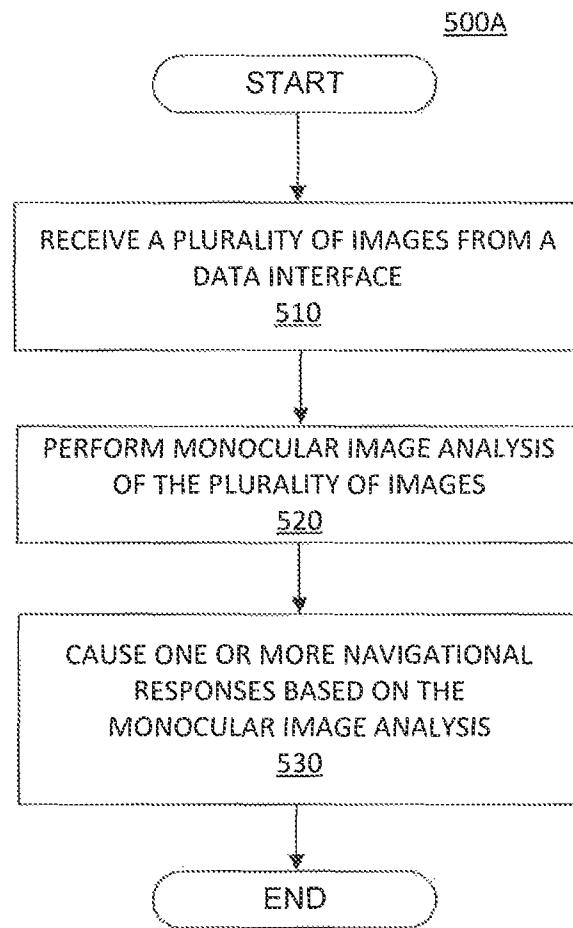 500A
START
RECEIVE A PLURALITY OF IMAGES FROM A
DATA INTERFACE
510
PERFORM MONOCULAR IMAGE ANALYSIS
OF THE PLURALITY OF IMAGES
520
CAUSE ONE OR MORE NAVIGATIONAL
RESPONSES BASED ON THE
MONOCULAR IMAGE ANALYSIS
530
END